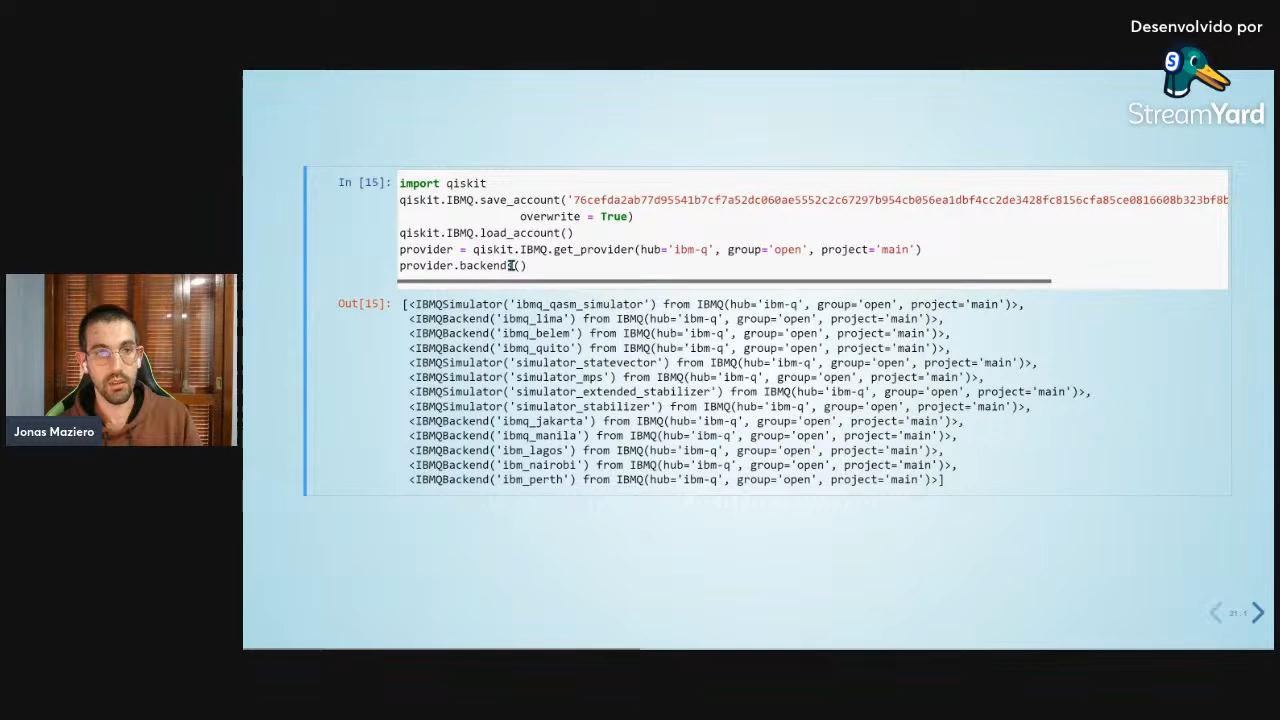 Desenvolvido por
StreamYard
In [15]:
import qiskit
qiskit.IBMQ.save_account('76cefda2ab77d95541b7cf7a52dc060ae5552c2c67297b954cb056ea1dbf4cc2de3428fc8156cfa85ce0816608b323bf8b
overwrite = True)
qiskit.IBMQ.load_account()
provider = qiskit.IBMQ.get_provider(hub='ibm-q', group='open', project='main')
provider.backends()
Out[15]:
[<IBMQSimulator('ibmq_qasm_simulator') from IBMQ(hub='ibm-q', group='open', project='main')>,
<IBMQBackend('ibmq_lima') from IBMQ(hub='ibm-q', group='open', project='main')>,
<IBMQBackend('ibmq_belem') from IBMQ(hub='ibm-q', group='open', project='main')>,
<IBMQBackend('ibmq_quito') from IBMQ(hub='ibm-q', group='open', project='main')>,
<IBMQSimulator('simulator_statevector') from IBMQ(hub='ibm-q', group='open', project='main')>,
<IBMQSimulator('simulator_mps') from IBMQ(hub='ibm-q', group='open', project='main')>,
<IBMQSimulator('simulator_extended_stabilizer') from IBMQ(hub='ibm-q', group='open', project='main')>,
<IBMQSimulator('simulator_stabilizer') from IBMQ(hub='ibm-q', group='open', project='main')>,
<IBMQBackend('ibmq_jakarta') from IBMQ(hub='ibm-q', group='open', project='main')>,
<IBMQBackend('ibmq_manila') from IBMQ(hub='ibm-q', group='open', project='main')>,
<IBMQBackend('ibm_lagos') from IBMQ(hub='ibm-q', group='open', project='main')>,
<IBMQBackend('ibm_nairobi') from IBMQ(hub='ibm-q', group='open', project='main')>,
<IBMQBackend('ibm_perth') from IBMQ(hub='ibm-q', group='open', project='main')>]
Jonas Maziero
21.1